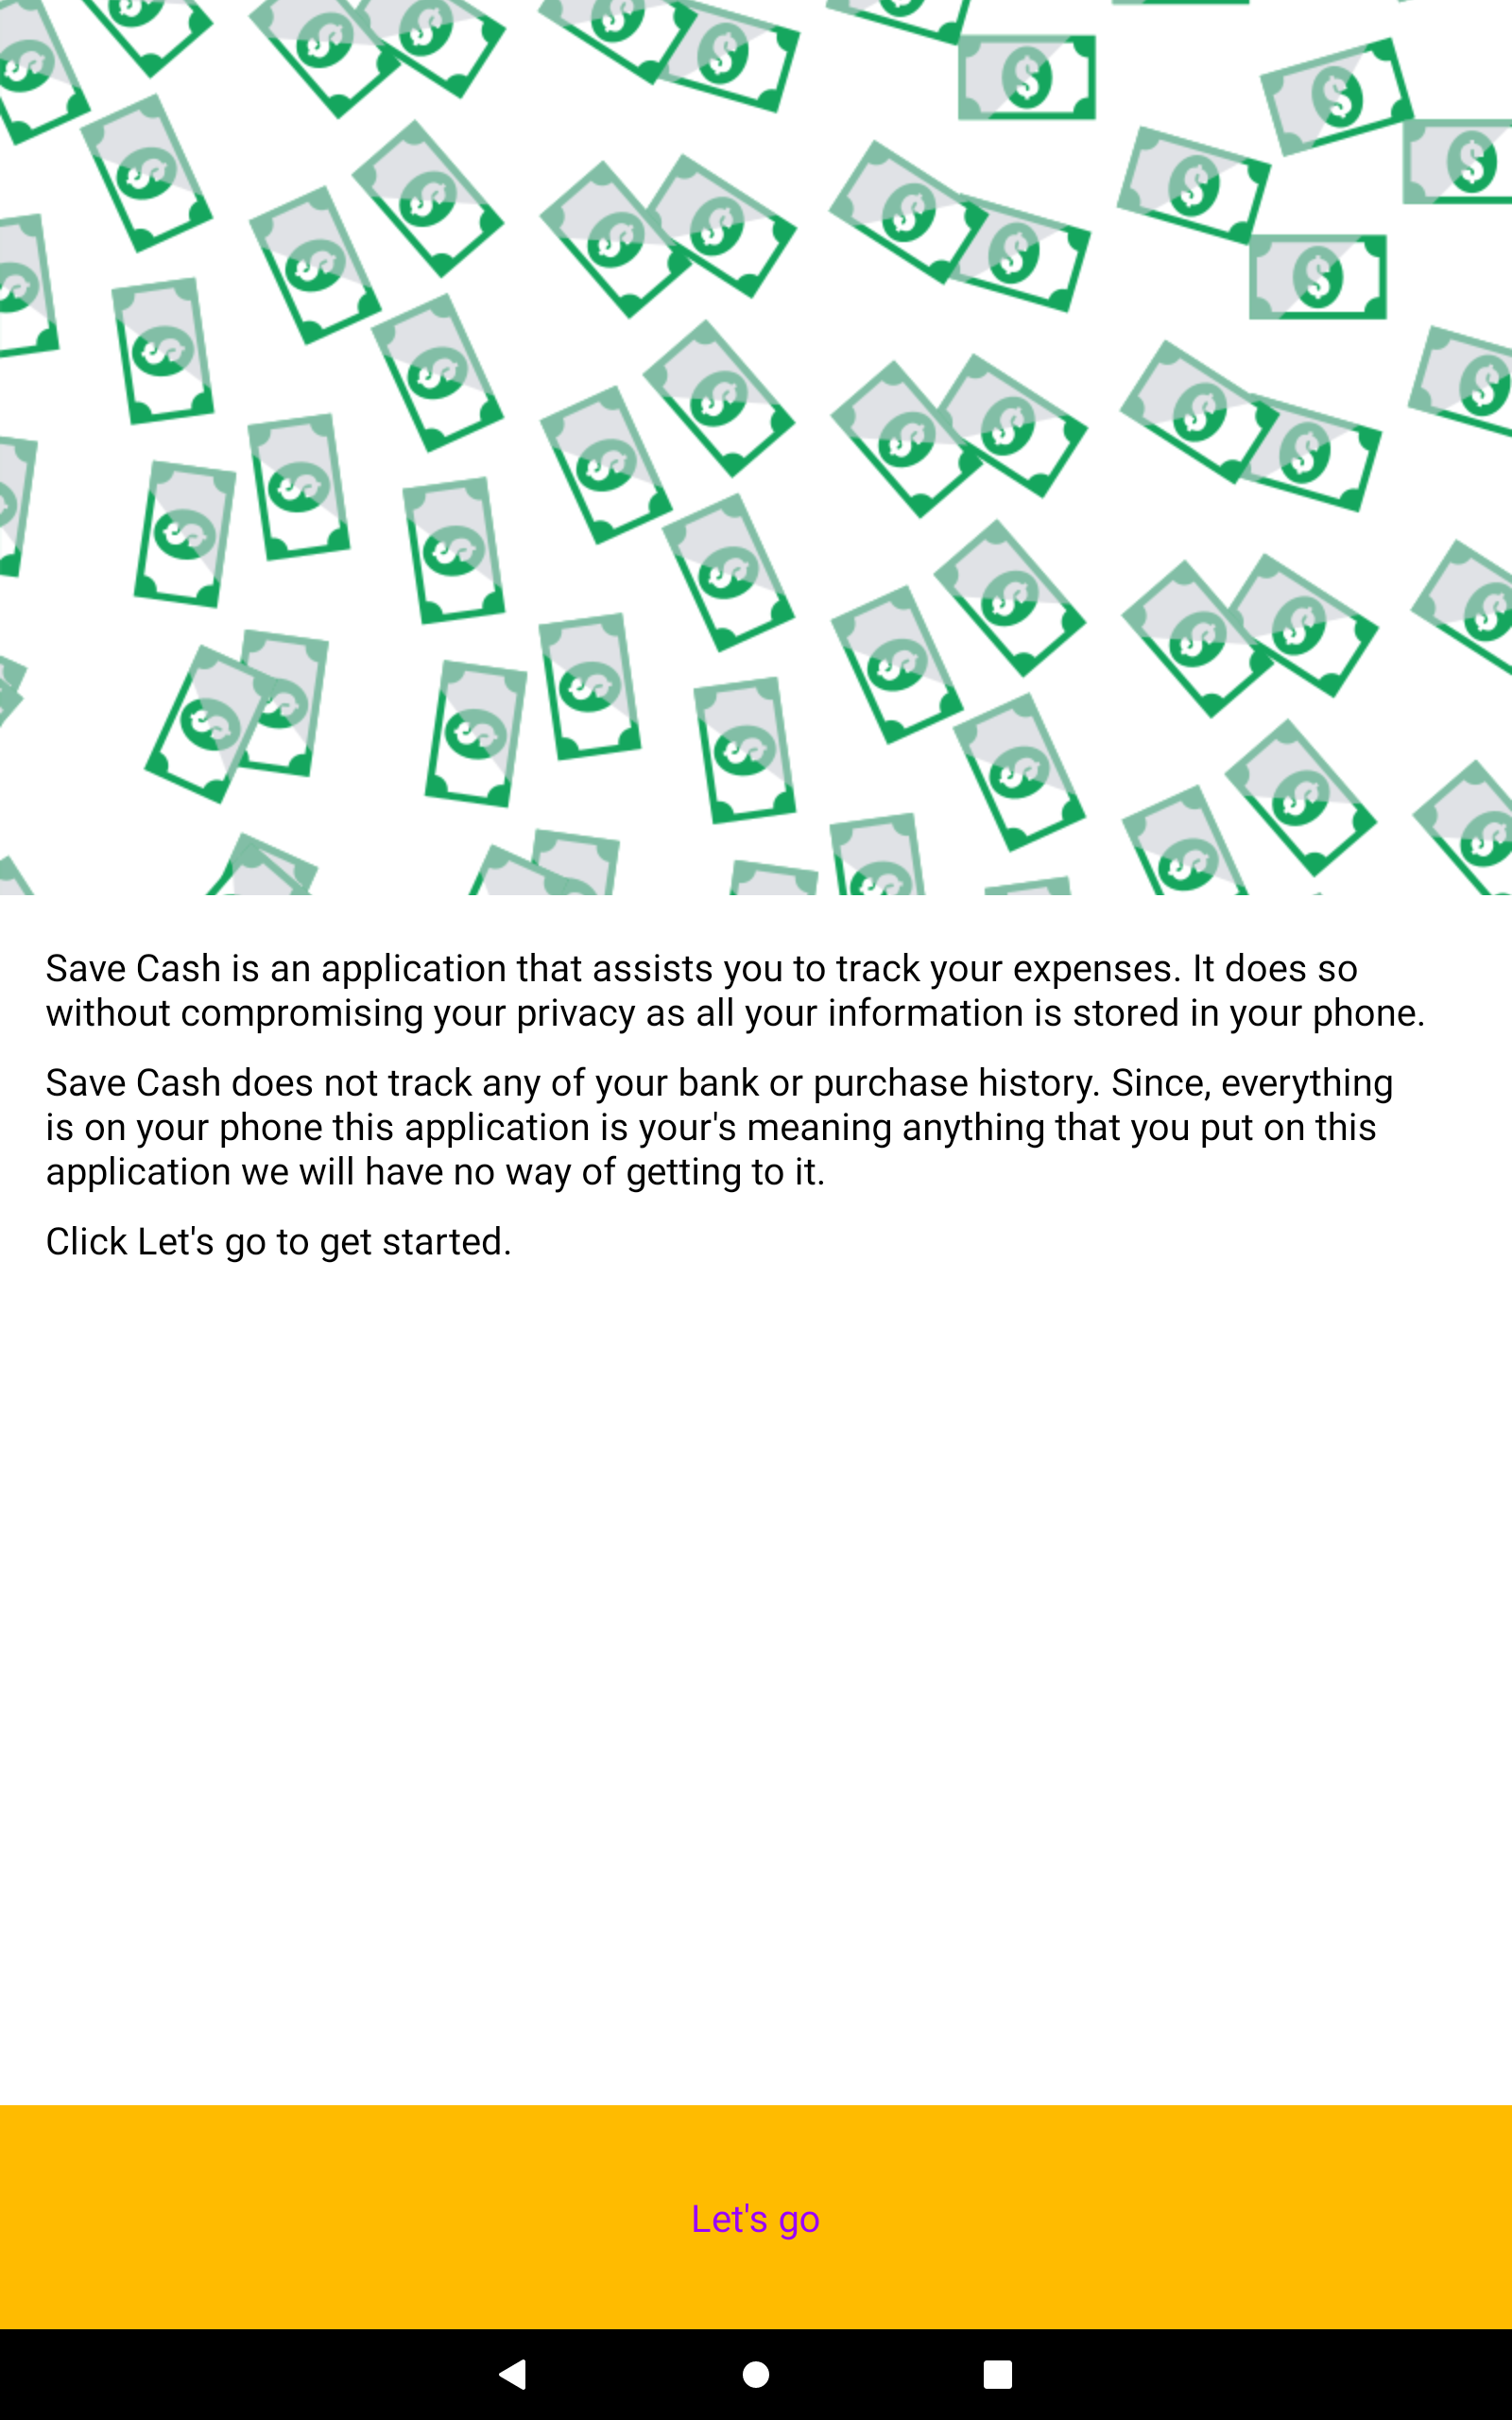 Save Cash is an application that assists you to track your expenses. It does so
without compromising your privacy as all your information is stored in your phone.
Save Cash does not track any of your bank or purchase history. Since, everything
is on your phone this application is your's meaning anything that you put on this
application we will have no way of getting to it.
Click Let's go to get started.
Let's go